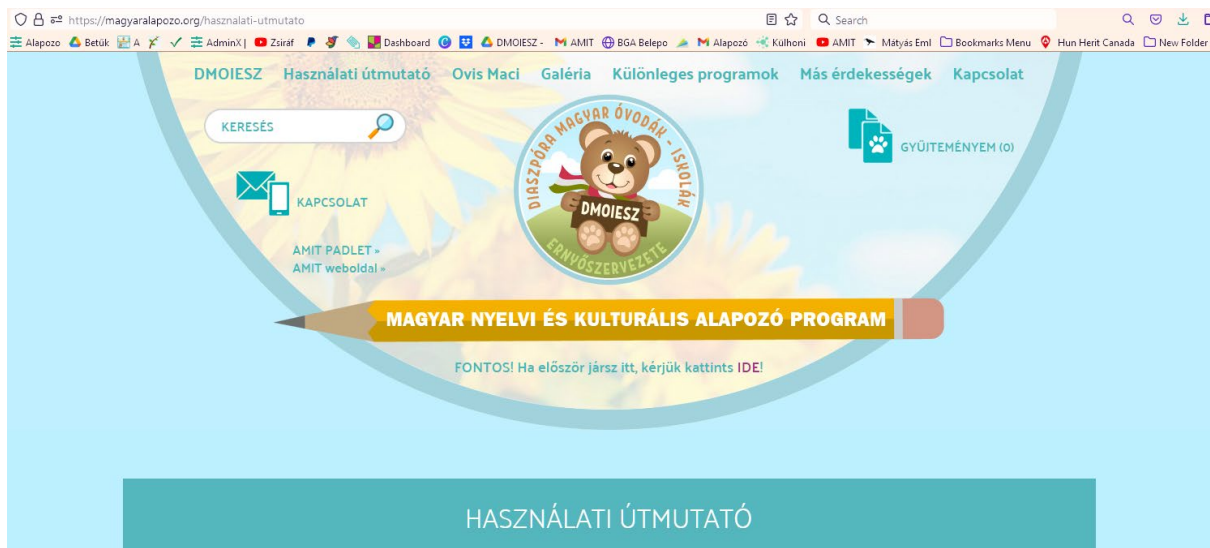 https://magyaralapozo.org/hasznalati-utmutato
Search
Alapozo Betük A AdminX| Zsiráf Dashboard DMOIESZ - AMIT BGA Belepo Alapozó Külhoni AMIT Mátyás Eml Bookmarks Menu Hun Herit Canada New Folder
DMOIESZ Használati útmutató Ovis Maci Galéria Különleges programok Más érdekességek Kapcsolat
KERESÉS
GYŰJTEMÉNYEM (0)
KAPCSOLAT
AMIT PADLET »
AMIT weboldal »
DIASZPÓRA MAGYAR ÓVODÁK - ISKOLÁK
DMOIESZ
ERNYŐSZERVEZETE
MAGYAR NYELVI ÉS KULTURÁLIS ALAPOZÓ PROGRAM
FONTOS! Ha először jársz itt, kérjük kattints IDE!
HASZNÁLATI ÚTMUTATÓ